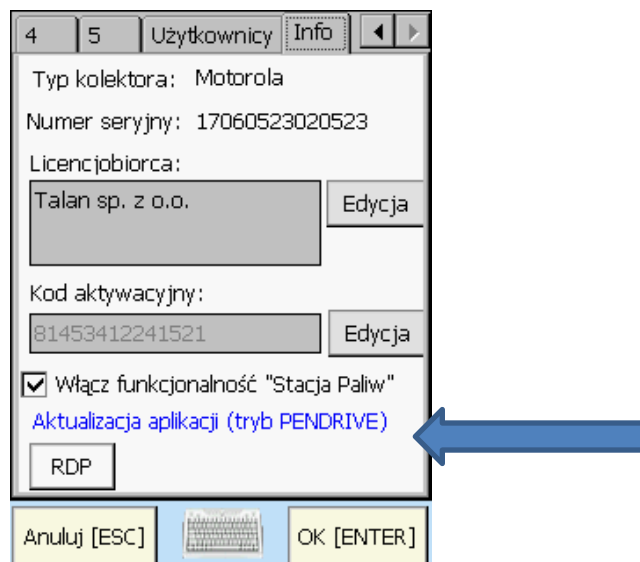 4 5 Użytkownicy Info
Typ kolektora: Motorola
Numer seryjny: 17060523020523
Licencjobiorca:
Talan sp. z o.o. Edycja
Kod aktywacyjny:
81453412241521 Edycja
Włącz funkcjonalność "Stacja Paliw"
Aktualizacja aplikacji (tryb PENDRIVE)
RDP
Anuluj [ESC] OK [ENTER]